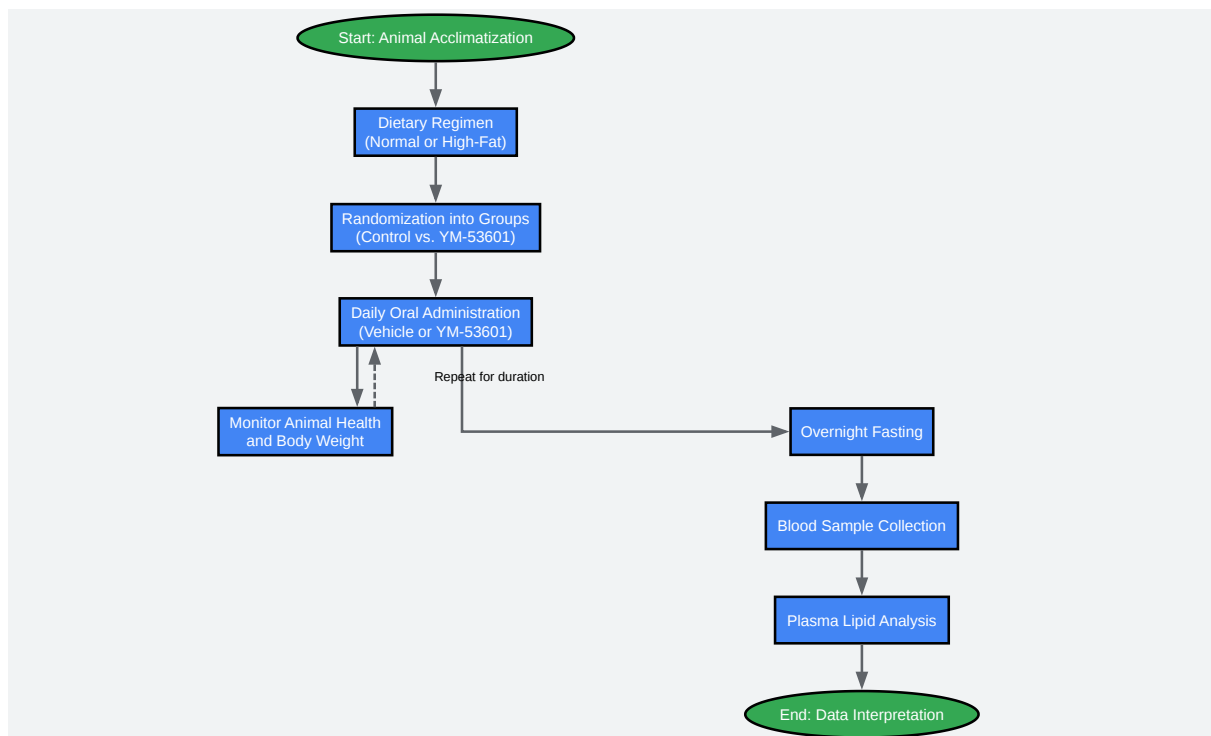 Start: Animal Acclimatization
Dietary Regimen
(Normal or High-Fat)
Randomization into Groups
(Control vs. YM-53601)
Daily Oral Administration
(Vehicle or YM-53601)
Repeat for duration
Monitor Animal Health
and Body Weight
Overnight Fasting
Blood Sample Collection
Plasma Lipid Analysis
End: Data Interpretation